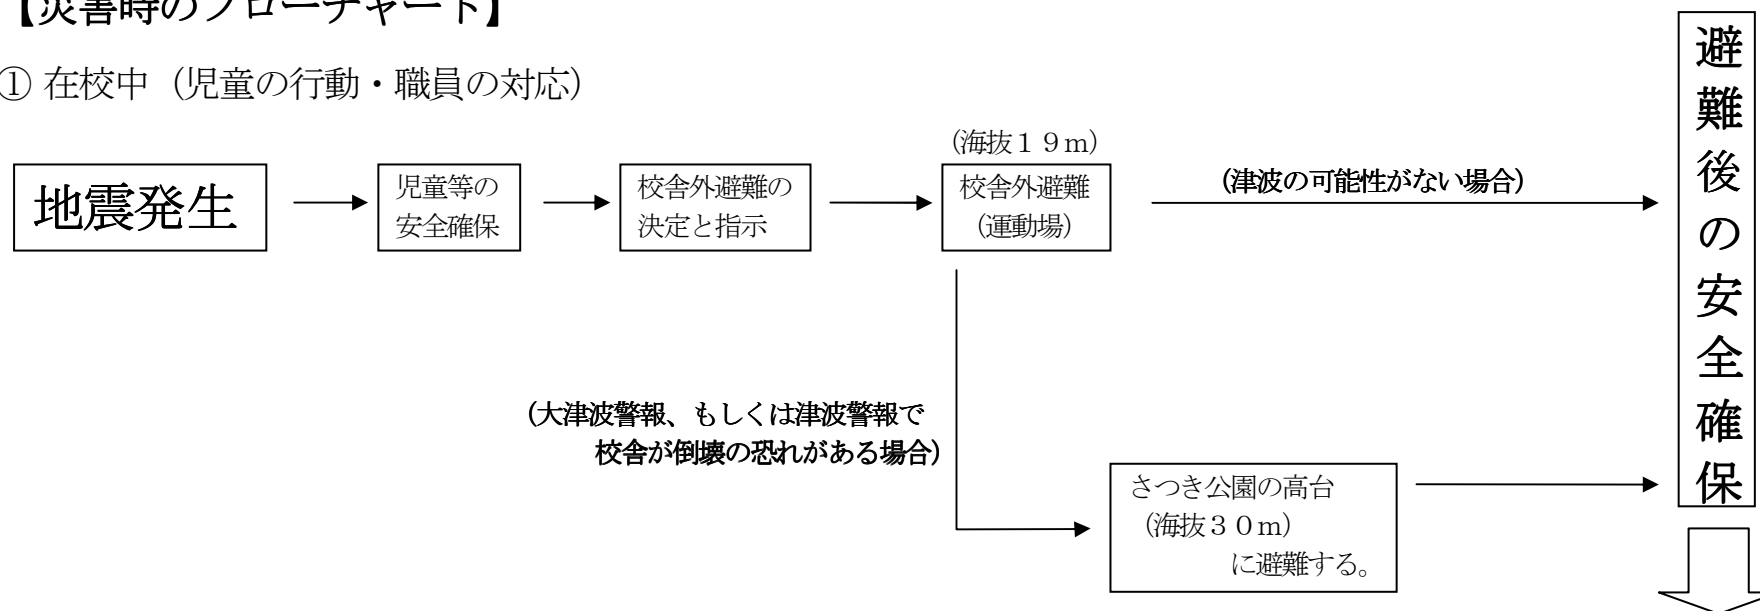 【災害時のフローチャート】
① 在校中（児童の行動・職員の対応）
地震発生
児童等の
安全確保
校舎外避難の
決定と指示
（海抜１９ｍ）
校舎外避難
（運動場）
（津波の可能性がない場合）
（大津波警報、もしくは津波警報で
校舎が倒壊の恐れがある場合）
さつき公園の高台
（海抜３０ｍ）
に避難する。
避難後の安全確保